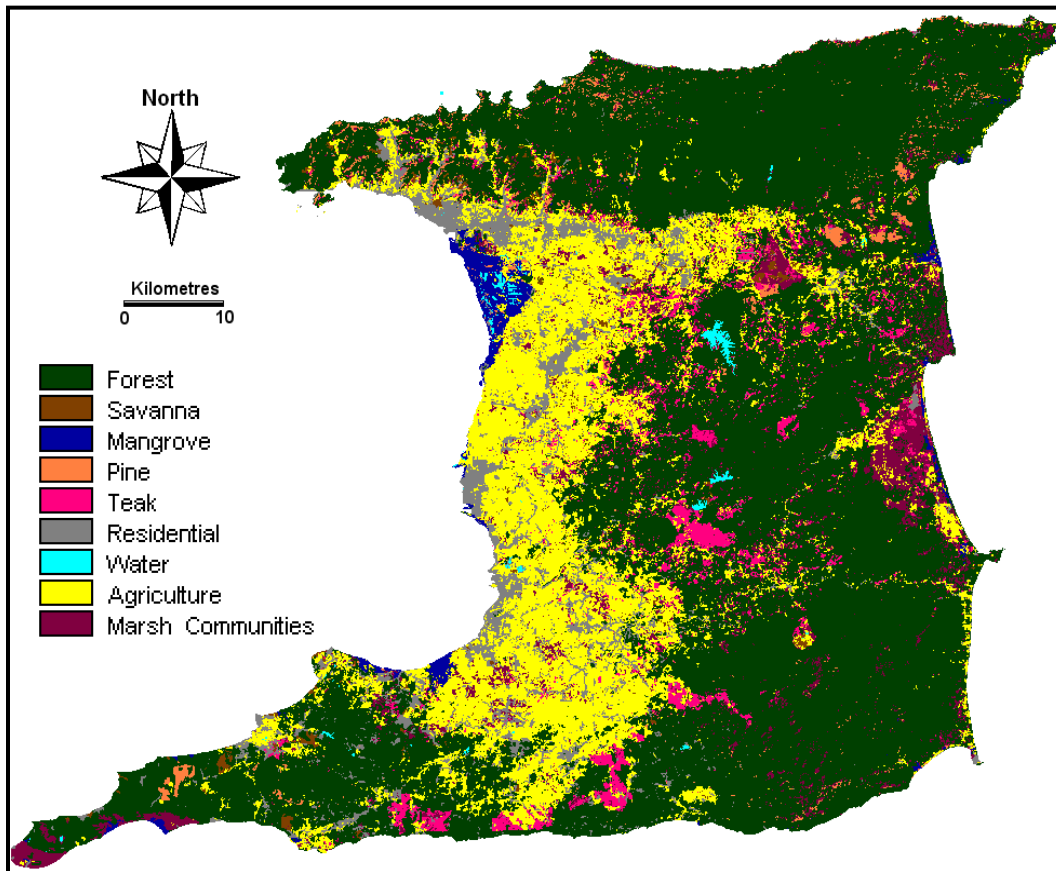 North
Kilometres
0 10
Forest
Savanna
Mangrove
Pine
Teak
Residential
Water
Agriculture
Marsh Communities